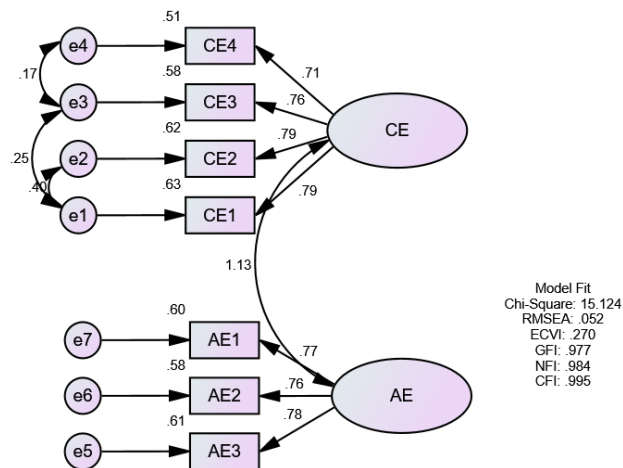 .51
e4
CE4
.71
.17
.58
e3
CE3
.76
CE
.62
.79
.25
e2
CE2
.40
.63
.79
e1
CE1
1.13
Model Fit
Chi-Square: 15.124
RMSEA: .052
ECVI: .270
GFI: .977
NFI: .984
CFI: .995
.60
e7
AE1
.77
.58
.76
e6
AE2
AE
.61
.78
e5
AE3